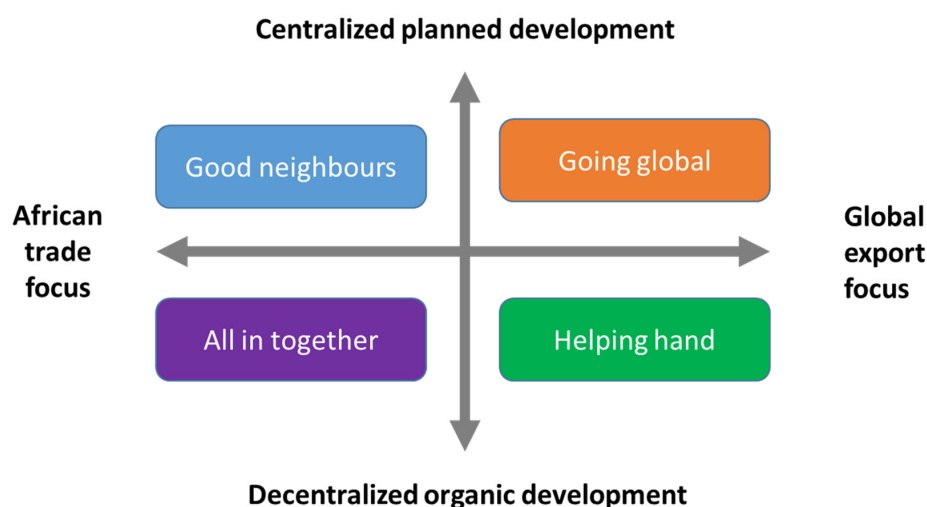 Centralized planned development
Good neighbours
Going global
African
trade
focus
Global
export
focus
All in together
Helping hand
Decentralized organic development